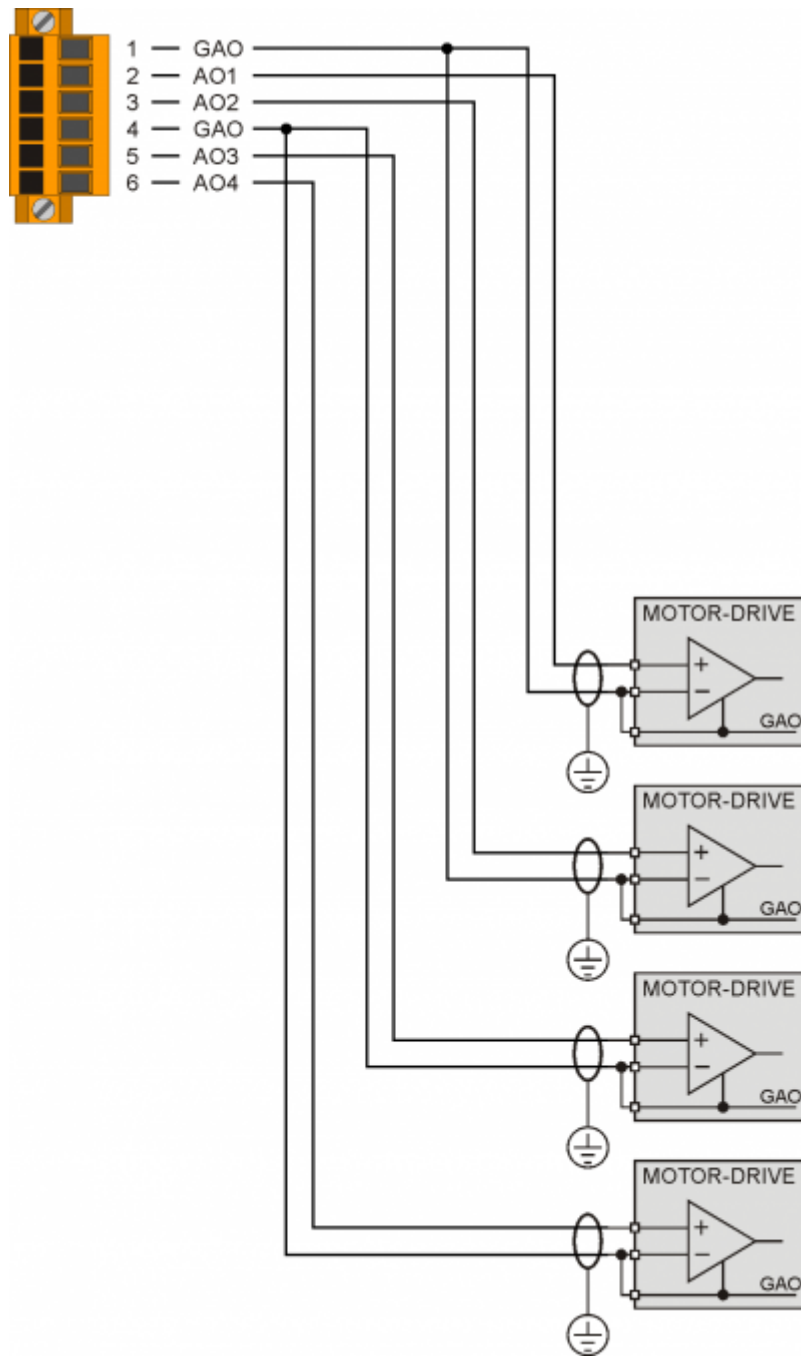 1 — GAO
2 — AO1
3 — AO2
4 — GAO
5 — AO3
6 — AO4
MOTOR-DRIVE
+
−
GAO
MOTOR-DRIVE
+
−
GAO
MOTOR-DRIVE
+
−
GAO
MOTOR-DRIVE
+
−
GAO